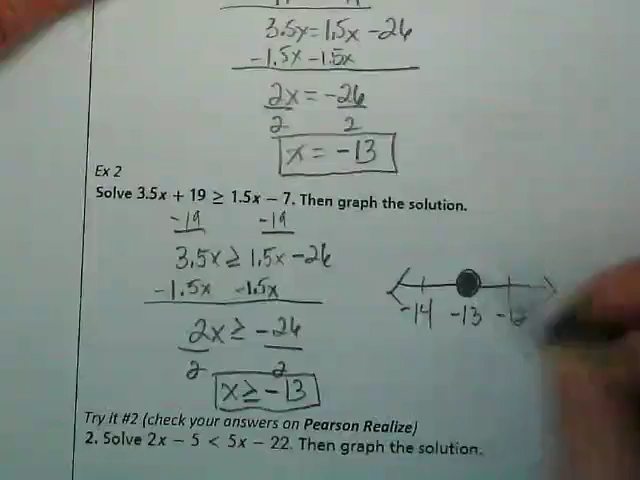 3.5x = 1.5x - 26
-1.5x -1.5x
2x = -26
2 2
x = -13
Ex 2
Solve 3.5x + 19 ≥ 1.5x − 7. Then graph the solution.
-19 -19
3.5x ≥ 1.5x - 26
-1.5x -1.5x
2x ≥ -26
2 2
x ≥ -13
-14 -13 -12
Try it #2 (check your answers on Pearson Realize)
2. Solve 2x − 5 < 5x − 22. Then graph the solution.